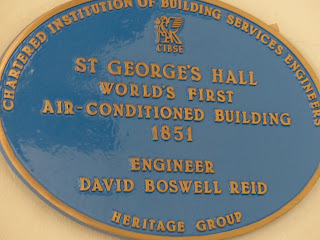 CHARTERED INSTITUTION OF BUILDING SERVICES ENGINEERS
CIBSE
ST GEORGE'S HALL
WORLD'S FIRST
AIR-CONDITIONED BUILDING
1851
ENGINEER
DAVID BOSWELL REID
HERITAGE GROUP